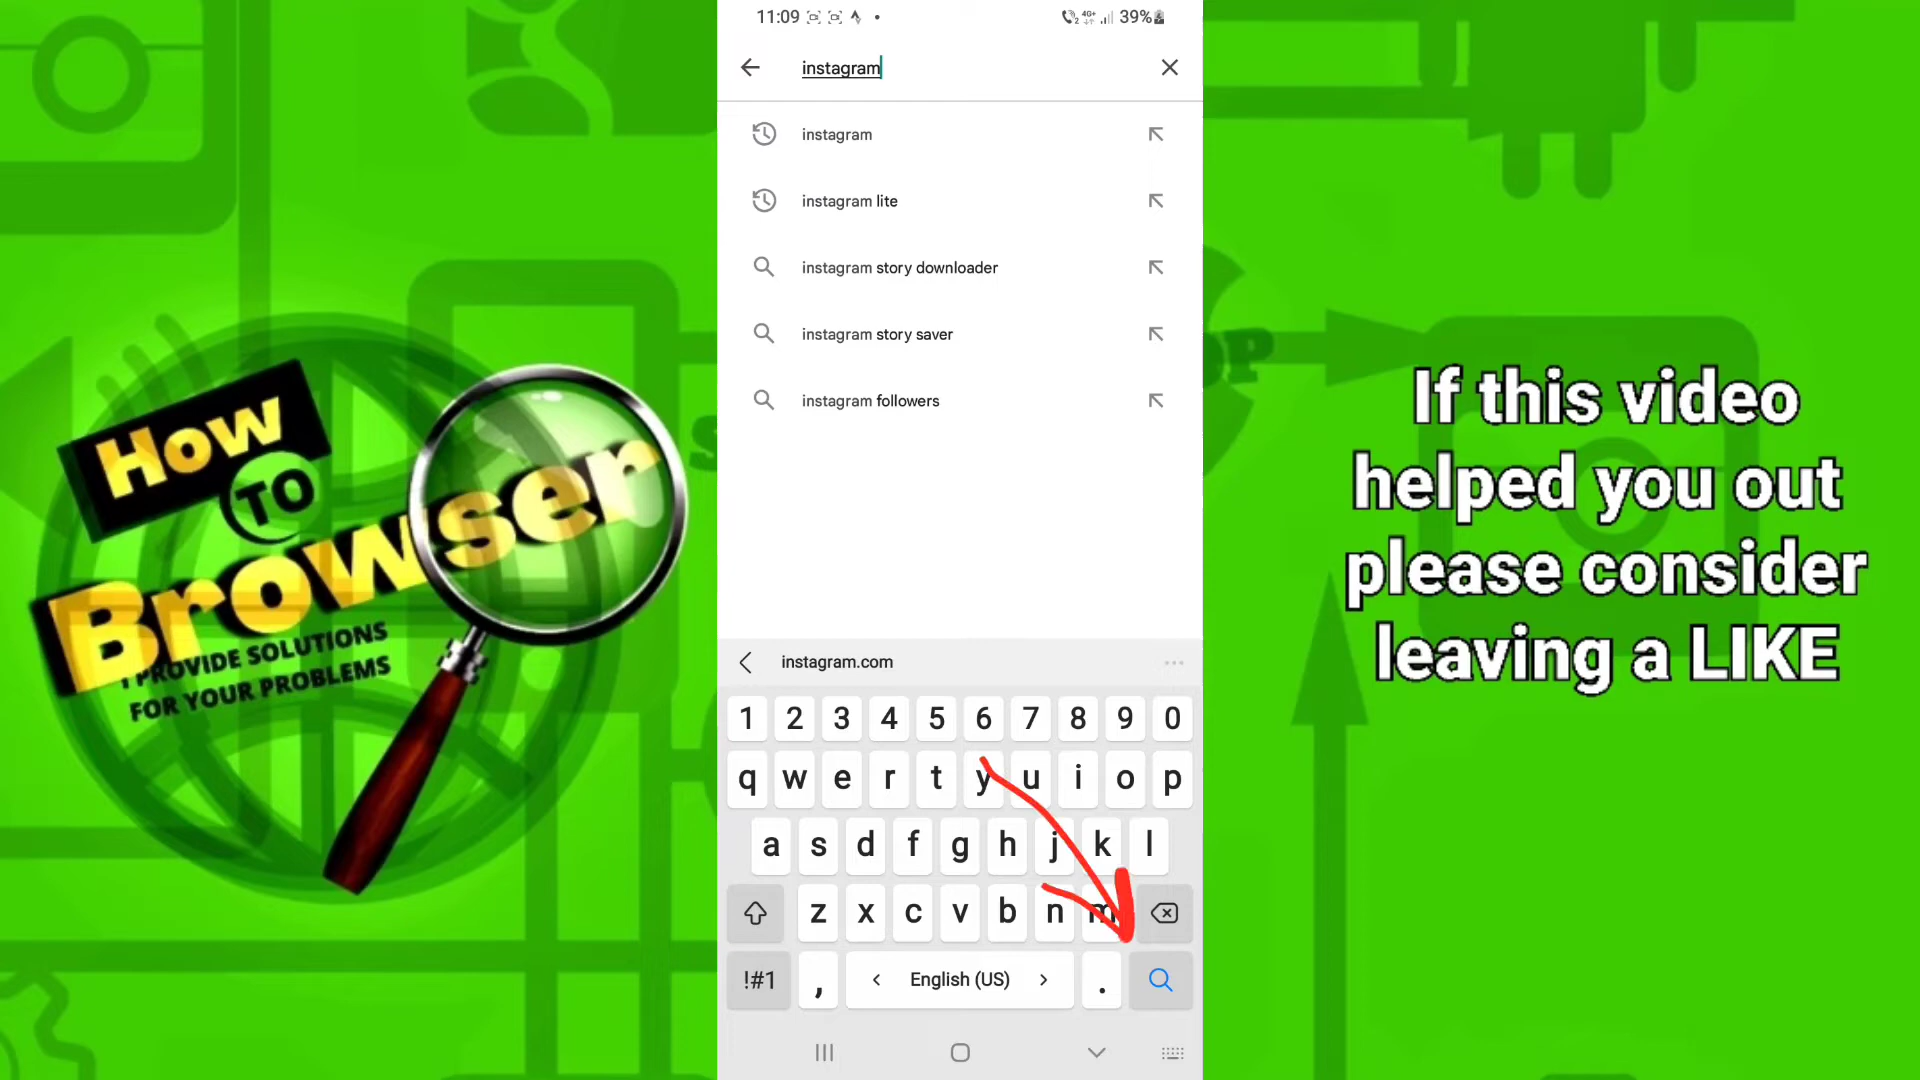 11:09
4G+
39%
instagram
instagram
instagram lite
instagram story downloader
instagram story saver
instagram followers
instagram.com
1 2 3 4 5 6 7 8 9 0
q w e r t y u i o p
a s d f g h j k l
z x c v b n m
!#1 , < English (US) > .
How
TO
Browser
I PROVIDE SOLUTIONS
FOR YOUR PROBLEMS
If this video
helped you out
please consider
leaving a LIKE